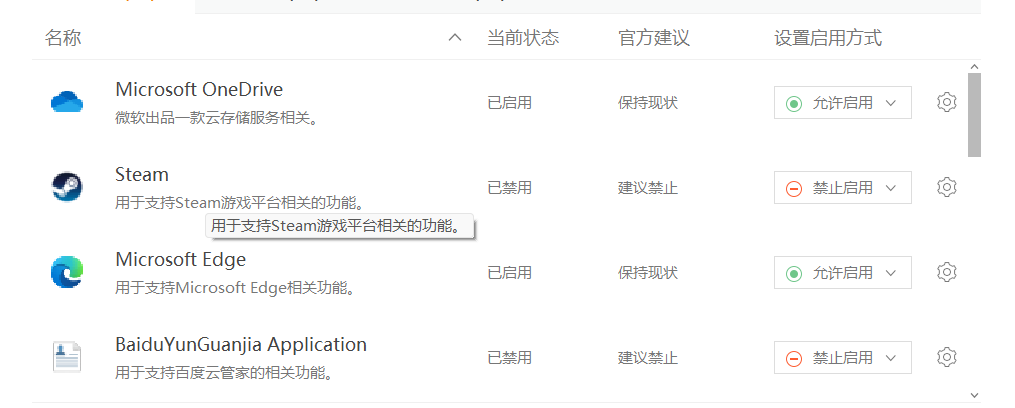 名称 当前状态 官方建议 设置启用方式
Microsoft OneDrive
微软出品一款云存储服务相关。
已启用 保持现状 允许启用
Steam
用于支持Steam游戏平台相关的功能。
已禁用 建议禁止 禁止启用
用于支持Steam游戏平台相关的功能。
Microsoft Edge
用于支持Microsoft Edge相关功能。
已启用 保持现状 允许启用
BaiduYunGuanjia Application
用于支持百度云管家的相关功能。
已禁用 建议禁止 禁止启用